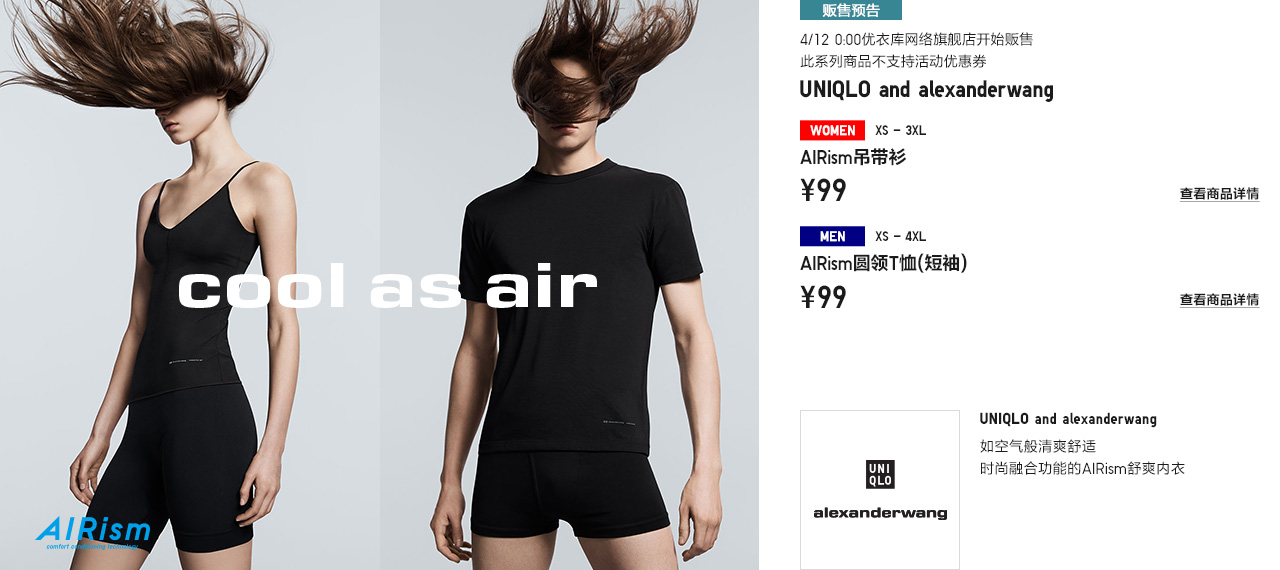 cool as air
AIRism
贩售预告
4/12 0:00优衣库网络旗舰店开始贩售
此系列商品不支持活动优惠券
UNIQLO and alexanderwang
WOMEN XS - 3XL
AIRism吊带衫
¥99
查看商品详情
MEN XS - 4XL
AIRism圆领T恤(短袖)
¥99
查看商品详情
UNI
QLO
alexanderwang
UNIQLO and alexanderwang
如空气般清爽舒适
时尚融合功能的AIRism舒爽内衣